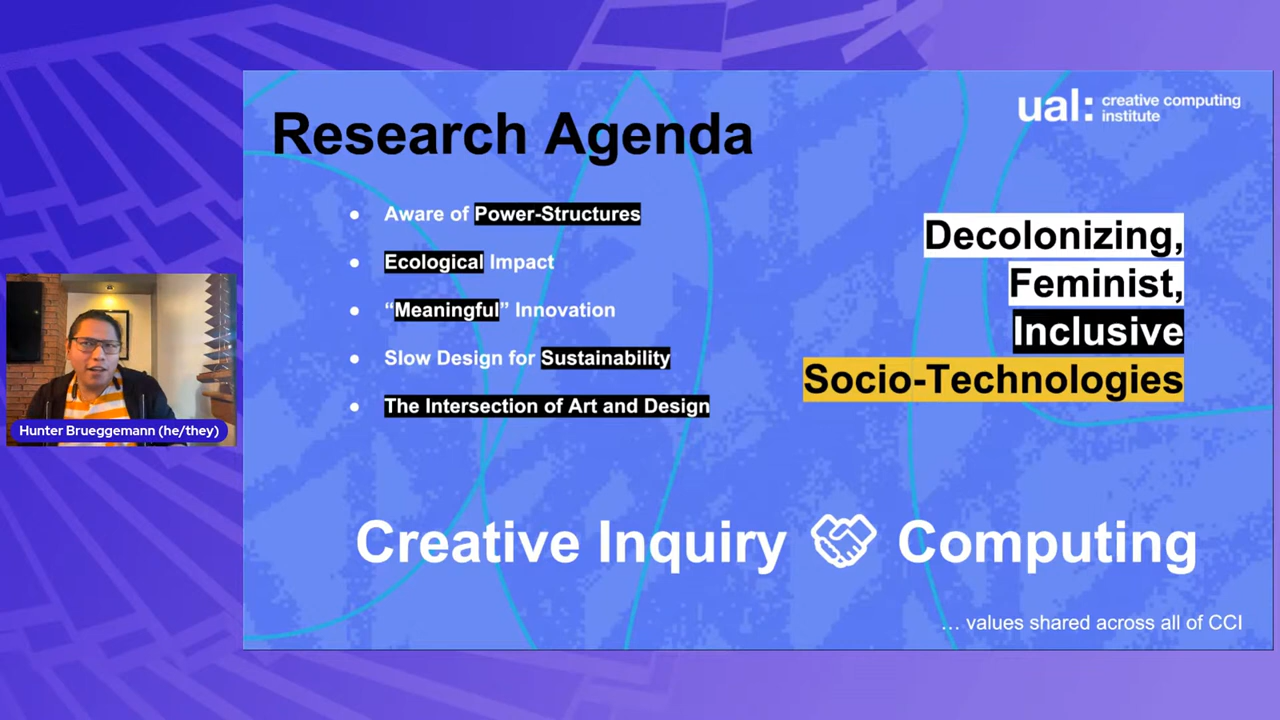 Research Agenda
ual: creative computing
institute
● Aware of Power-Structures
● Ecological Impact
● “Meaningful” Innovation
● Slow Design for Sustainability
● The Intersection of Art and Design
Decolonizing,
Feminist,
Inclusive
Socio-Technologies
Hunter Brueggemann (he/they)
Creative Inquiry Computing
… values shared across all of CCI